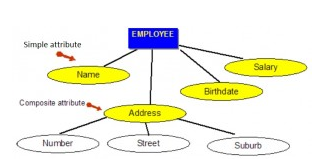 EMPLOYEE
Simple attribute
Salary
Name
Birthdate
Composite attribute
Address
Number
Street
Suburb